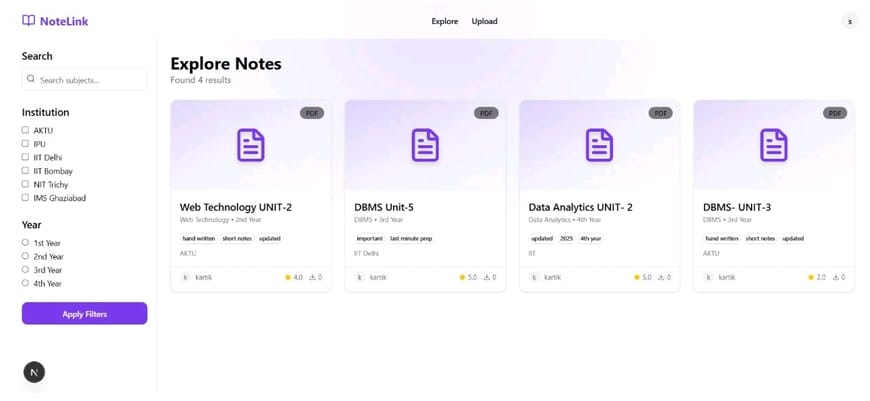 NoteLink
Explore Upload
s
Search
Search subjects...
Institution
AKTU
IPU
IIT Delhi
IIT Bombay
NIT Trichy
IMS Ghaziabad
Year
1st Year
2nd Year
3rd Year
4th Year
Apply Filters
N
Explore Notes
Found 4 results
PDF
Web Technology UNIT-2
Web Technology • 2nd Year
hand written short notes updated
AKTU
k kartik 4.0 0
PDF
DBMS Unit-5
DBMS • 3rd Year
important last minute prep
IIT Delhi
k kartik 5.0 0
PDF
Data Analytics UNIT- 2
Data Analytics • 4th Year
updated 2025 4th year
IIT
k kartik 5.0 0
PDF
DBMS- UNIT-3
DBMS • 3rd Year
hand written short notes updated
AKTU
k kartik 2.0 0